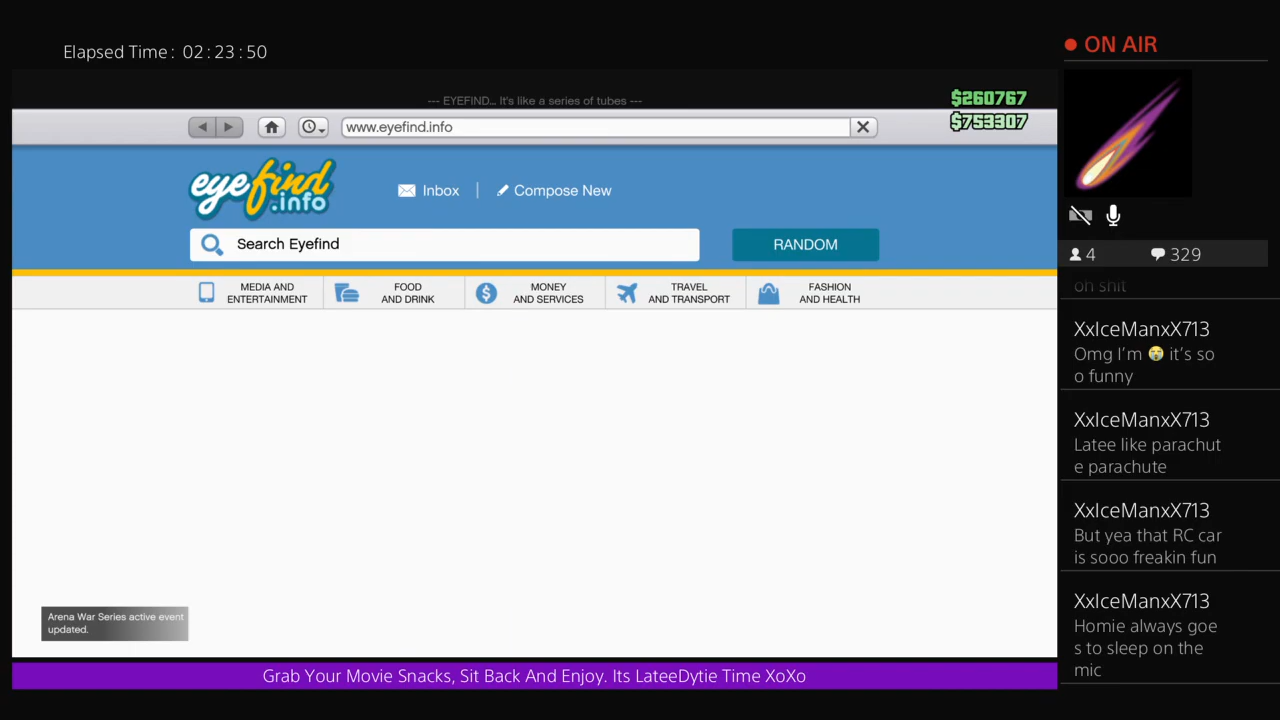 Elapsed Time: 02:23:50
ON AIR
--- EYEFIND... It's like a series of tubes ---
$260767
$753307
www.eyefind.info
eyefind.info
Inbox
Compose New
Search Eyefind
RANDOM
MEDIA AND
ENTERTAINMENT
FOOD
AND DRINK
MONEY
AND SERVICES
TRAVEL
AND TRANSPORT
FASHION
AND HEALTH
Arena War Series active event
updated.
Grab Your Movie Snacks, Sit Back And Enjoy. Its LateeDytie Time XoXo
4
329
oh shit
XxIceManxX713
Omg I'm 😭 it's so
o funny
XxIceManxX713
Latee like parachut
e parachute
XxIceManxX713
But yea that RC car
is sooo freakin fun
XxIceManxX713
Homie always goe
s to sleep on the
mic